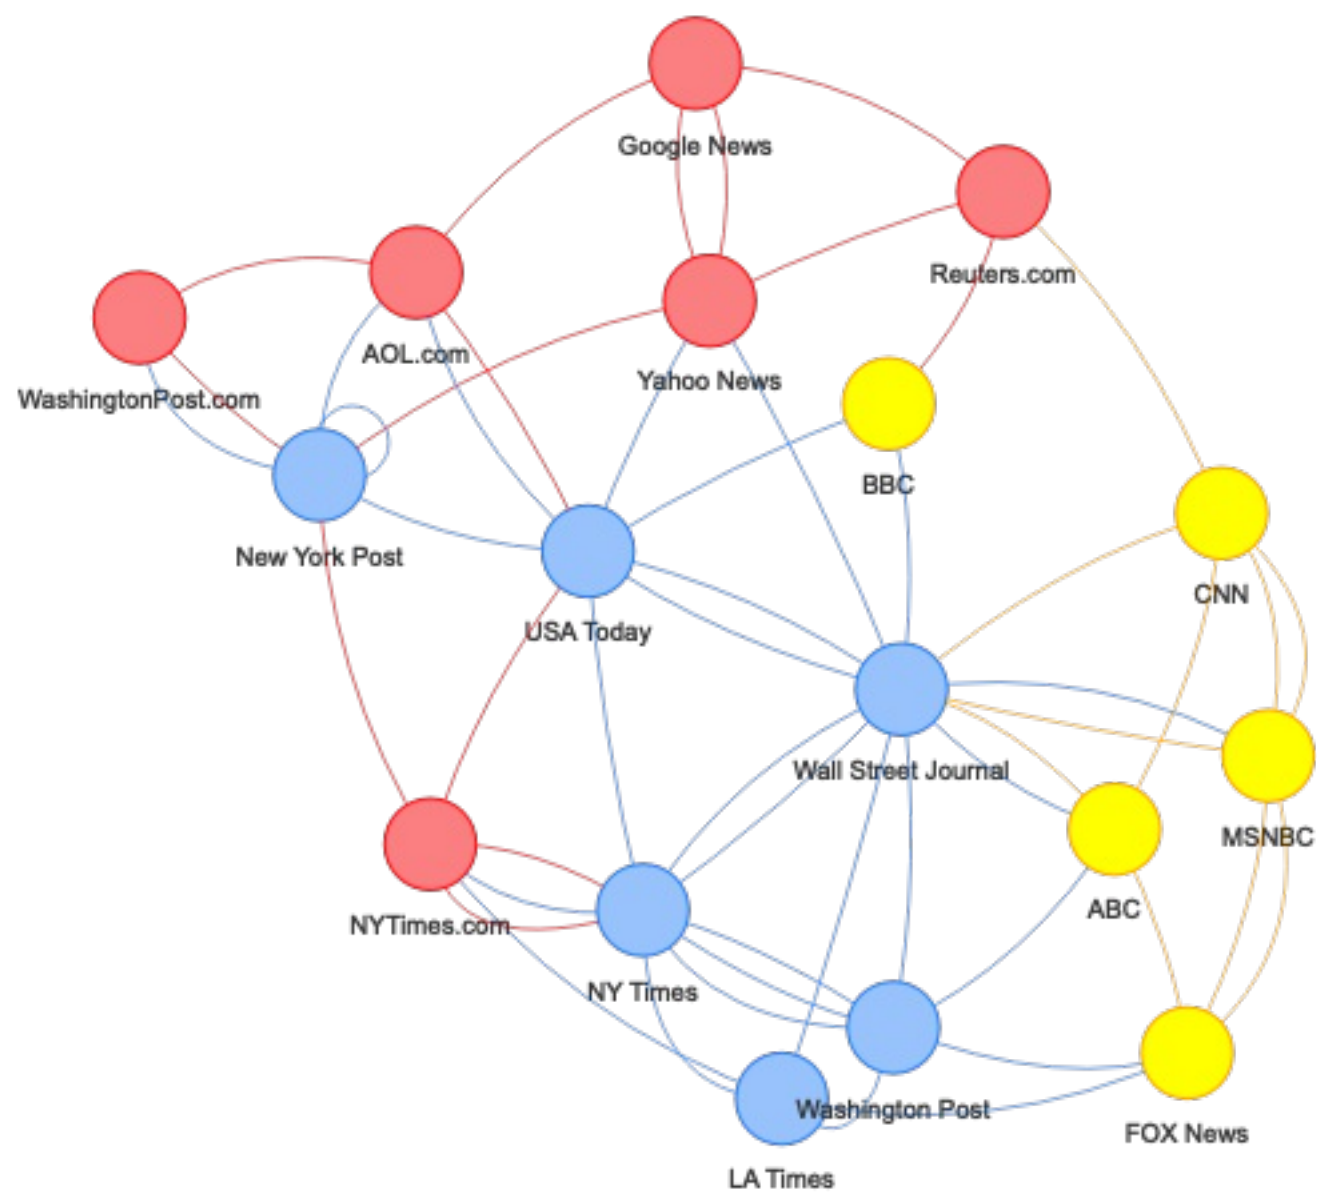 Google News
Reuters.com
AOL.com
Yahoo News
WashingtonPost.com
BBC
New York Post
CNN
USA Today
Wall Street Journal
MSNBC
ABC
NYTimes.com
NY Times
Washington Post
FOX News
LA Times